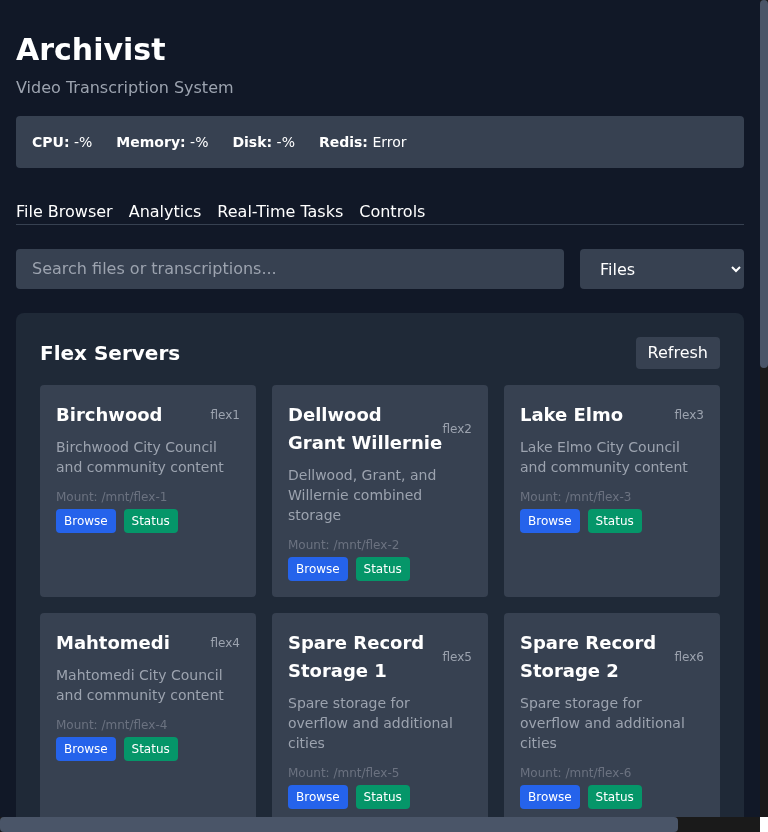 Archivist
Video Transcription System
CPU: -% Memory: -% Disk: -% Redis: Error
File Browser Analytics Real-Time Tasks Controls
Search files or transcriptions... Files
Flex Servers Refresh
Birchwood flex1
Birchwood City Council
and community content
Mount: /mnt/flex-1
Browse Status
Dellwood
Grant Willernie flex2
Dellwood, Grant, and
Willernie combined
storage
Mount: /mnt/flex-2
Browse Status
Lake Elmo flex3
Lake Elmo City Council
and community content
Mount: /mnt/flex-3
Browse Status
Mahtomedi flex4
Mahtomedi City Council
and community content
Mount: /mnt/flex-4
Browse Status
Spare Record
Storage 1 flex5
Spare storage for
overflow and additional
cities
Mount: /mnt/flex-5
Browse Status
Spare Record
Storage 2 flex6
Spare storage for
overflow and additional
cities
Mount: /mnt/flex-6
Browse Status